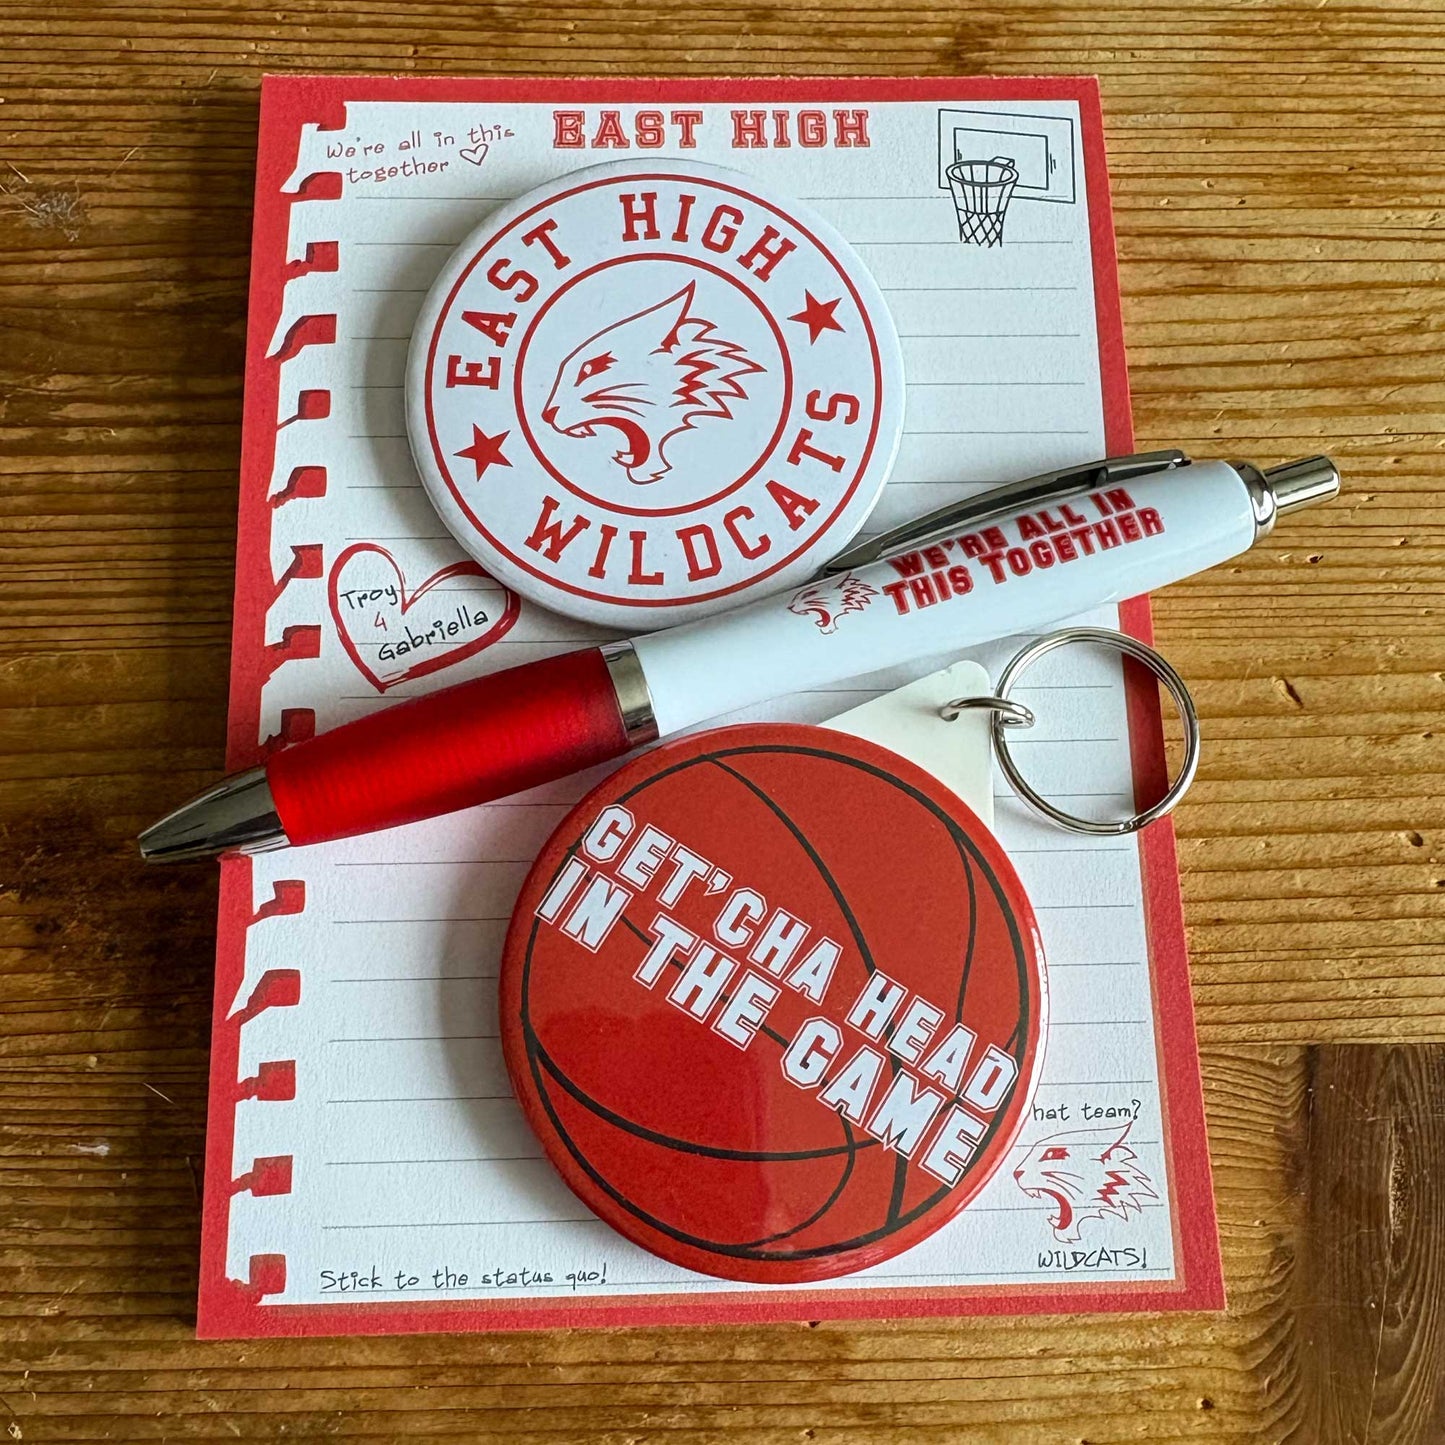 We're all in this
together
EAST HIGH
EAST HIGH
WILDCATS
Troy
4
Gabriella
WE'RE ALL IN
THIS TOGETHER
GET'CHA HEAD
IN THE GAME
team?
WILDCATS!
Stick to the status quo!